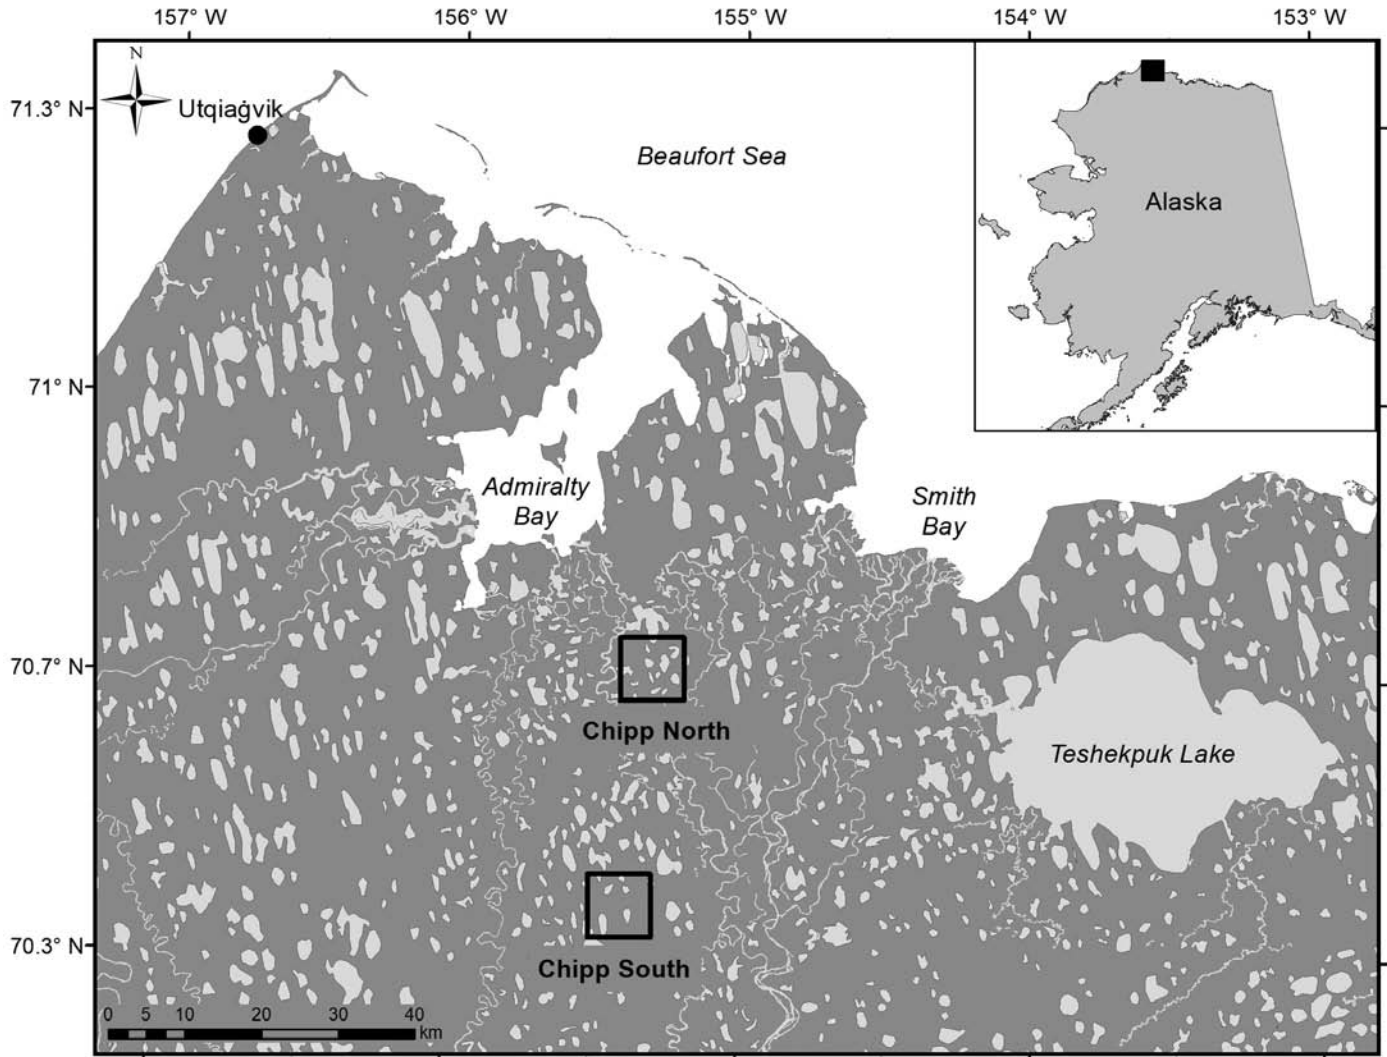 157° W 156° W 155° W 154° W 153° W
N
71.3° N
Utqiaġvik
Beaufort Sea
Alaska
71° N
Admiralty
Bay
Smith
Bay
70.7° N
Chipp North
Teshekpuk Lake
70.3° N
Chipp South
0 5 10 20 30 40
km